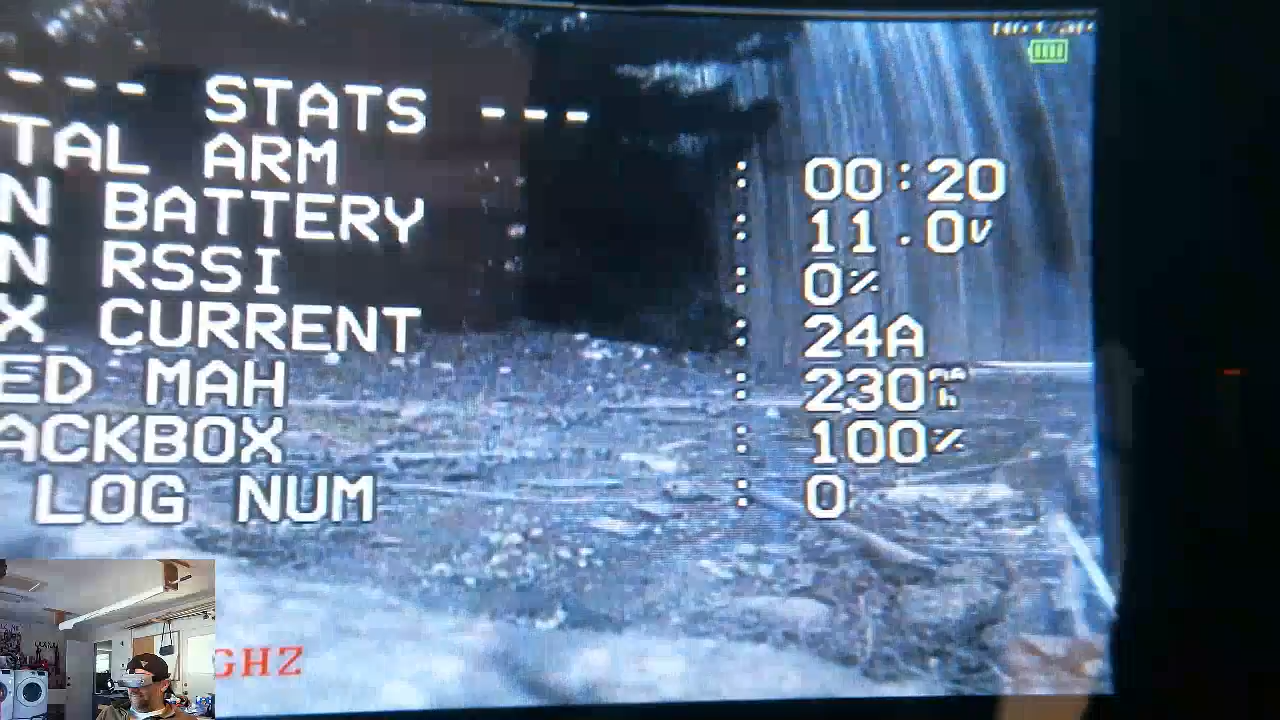 --- STATS ---
TAL ARM : 00:20
N BATTERY : 11.0V
N RSSI : 0%
X CURRENT : 24A
ED MAH : 230mAh
ACKBOX : 100%
LOG NUM : 0
GHZ